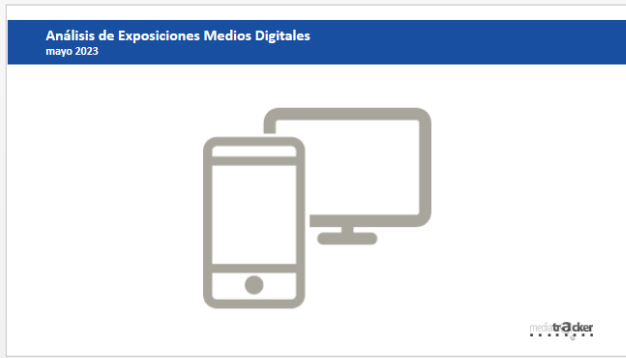 Análisis de Exposiciones Medios Digitales
mayo 2023
mediatracker